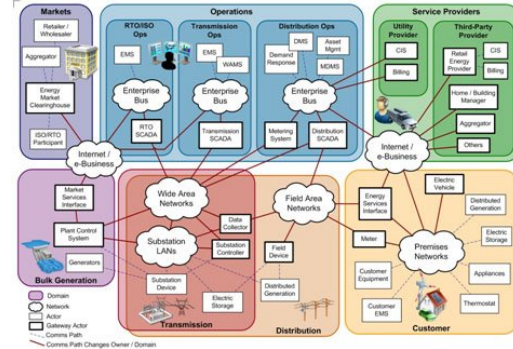 Markets
Retailer /
Wholesaler
Aggregator
Energy
Market
Clearinghouse
ISO/RTO
Participant
Internet /
e-Business
Operations
RTO/ISO
Ops
EMS
Enterprise
Bus
RTO
SCADA
Transmission
Ops
EMS
WAMS
Enterprise
Bus
Transmission
SCADA
Distribution Ops
DMS
Asset
Mgmt
Demand
Response
MDMS
Enterprise
Bus
Metering
System
Distribution
SCADA
Service Providers
Utility
Provider
CIS
Billing
Third-Party
Provider
Retail
Energy
Provider
CIS
Billing
Home / Building
Manager
Aggregator
Others
Internet /
e-Business
Market
Services
Interface
Plant Control
System
Generators
Bulk Generation
Wide Area
Networks
Substation
LANs
Substation
Device
Data
Collector
Substation
Controller
Electric
Storage
Transmission
Field Area
Networks
Field
Device
Distributed
Generation
Distribution
Energy
Services
Interface
Meter
Electric
Vehicle
Premises
Networks
Distributed
Generation
Electric
Storage
Appliances
Thermostat
Customer
Equipment
Customer
EMS
Customer
Domain
Network
Actor
Gateway Actor
Comms Path
Comms Path Changes Owner / Domain